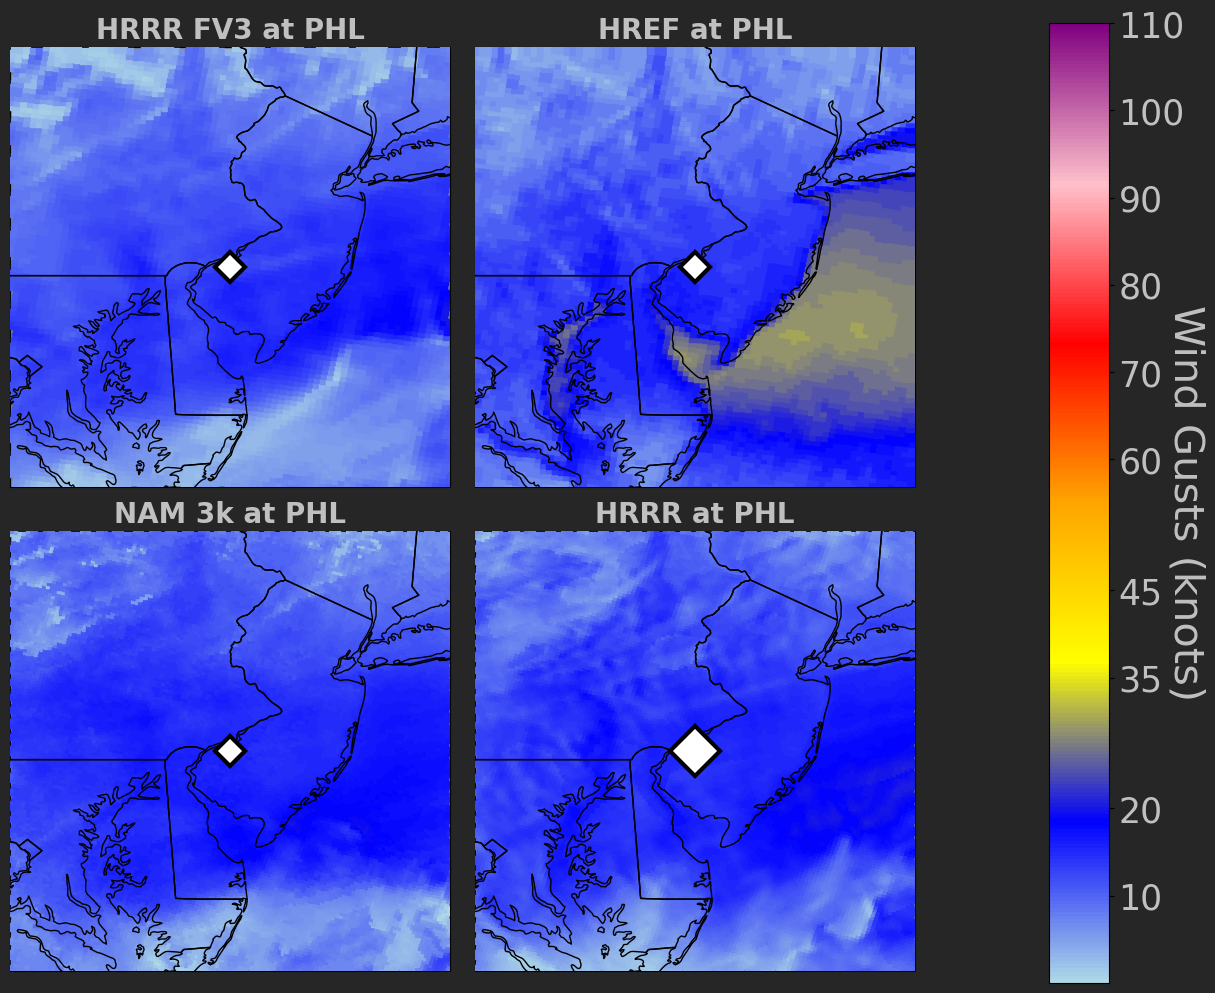 HRRR FV3 at PHL
HREF at PHL
NAM 3k at PHL
HRRR at PHL
110
100
90
80
70
60
45
35
20
10
Wind Gusts (knots)